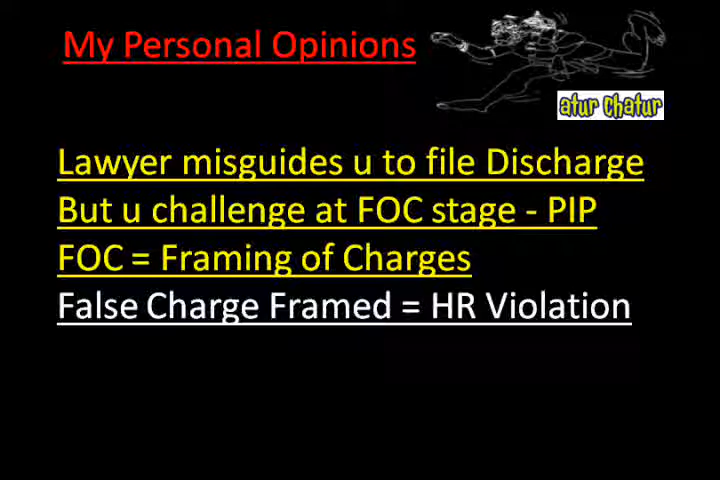 My Personal Opinions
atur chatur
Lawyer misguides u to file Discharge
But u challenge at FOC stage - PIP
FOC = Framing of Charges
False Charge Framed = HR Violation